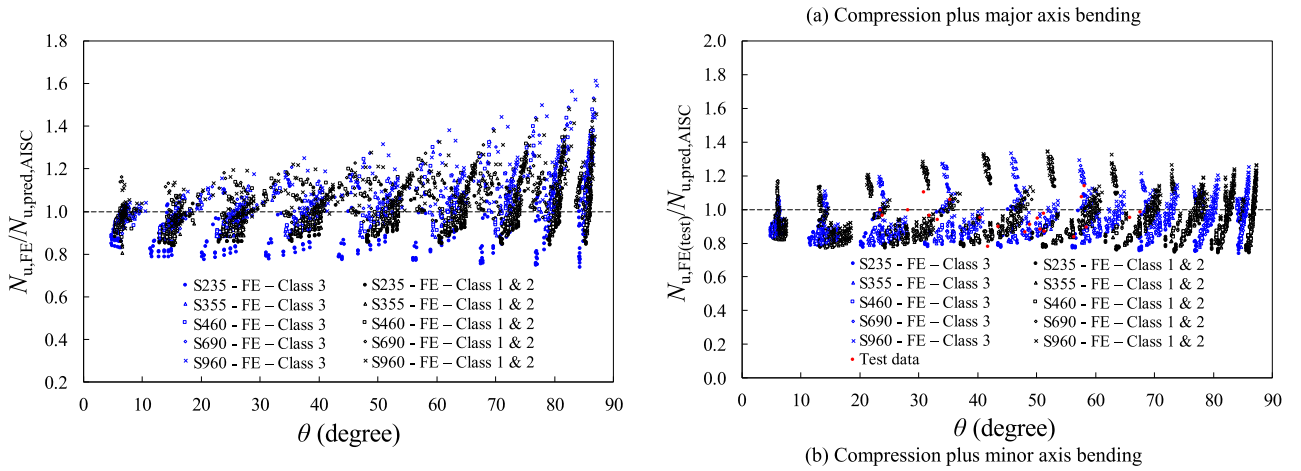 (a) Compression plus major axis bending
1.8
1.6
1.4
1.2
1.0
0.8
0.6
0.4
0.2
N_u,FE/N_u,pred,AISC
S235 - FE – Class 3
S355 - FE – Class 3
S460 - FE – Class 3
S690 - FE – Class 3
S960 - FE – Class 3
S235 - FE – Class 1 & 2
S355 - FE – Class 1 & 2
S460 - FE – Class 1 & 2
S690 - FE – Class 1 & 2
S960 - FE – Class 1 & 2
0 10 20 30 40 50 60 70 80 90
θ (degree)
2.0
1.8
1.6
1.4
1.2
1.0
0.8
0.6
0.4
0.2
0.0
N_u,FE(test)/N_u,pred,AISC
S235 - FE – Class 3
S355 - FE – Class 3
S460 - FE – Class 3
S690 - FE – Class 3
S960 - FE – Class 3
Test data
S235 - FE – Class 1 & 2
S355 - FE – Class 1 & 2
S460 - FE – Class 1 & 2
S690 - FE – Class 1 & 2
S960 - FE – Class 1 & 2
0 10 20 30 40 50 60 70 80 90
θ (degree)
(b) Compression plus minor axis bending